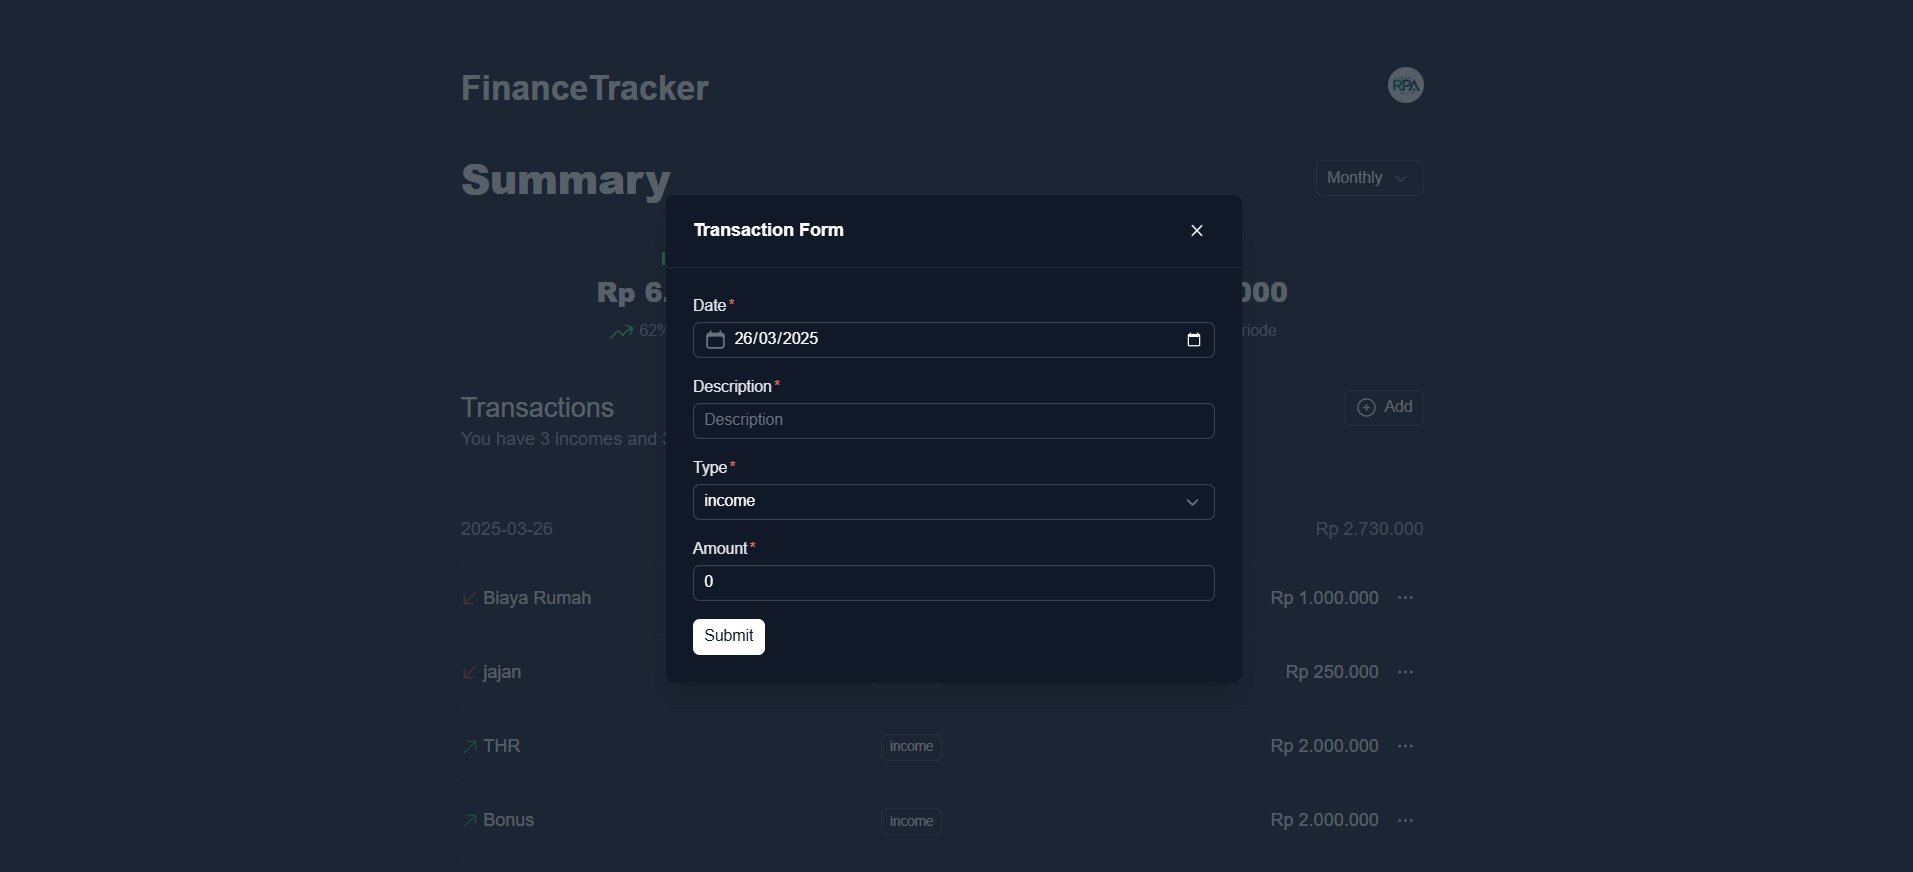 FinanceTracker
RPA
Summary
Monthly
Transaction Form
Rp 6.
000
62%
Date*
26/03/2025
Description*
Description
Transactions
Add
You have 3 incomes and
Type*
income
2025-03-26
Rp 2.730.000
Amount*
0
Biaya Rumah
Rp 1.000.000
Submit
jajan
Rp 250.000
THR
income
Rp 2.000.000
Bonus
income
Rp 2.000.000